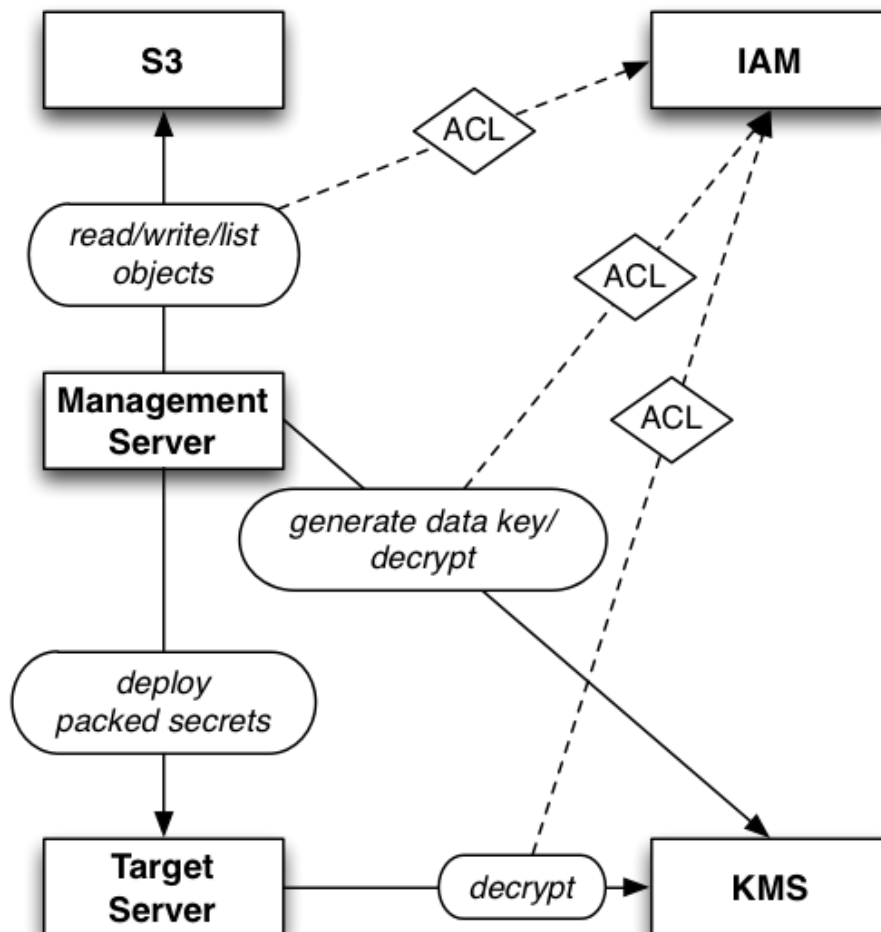 S3
IAM
ACL
read/write/list
objects
ACL
Management
Server
ACL
generate data key/
decrypt
deploy
packed secrets
Target
Server
decrypt
KMS